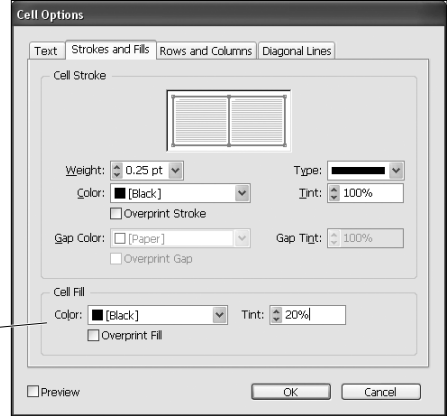 Cell Options
Text Strokes and Fills Rows and Columns Diagonal Lines
Cell Stroke
Weight: 0.25 pt Type:
Color: [Black] Tint: 100%
Overprint Stroke
Gap Color: [Paper] Gap Tint: 100%
Overprint Gap
Cell Fill
Color: [Black] Tint: 20%
Overprint Fill
Preview OK Cancel